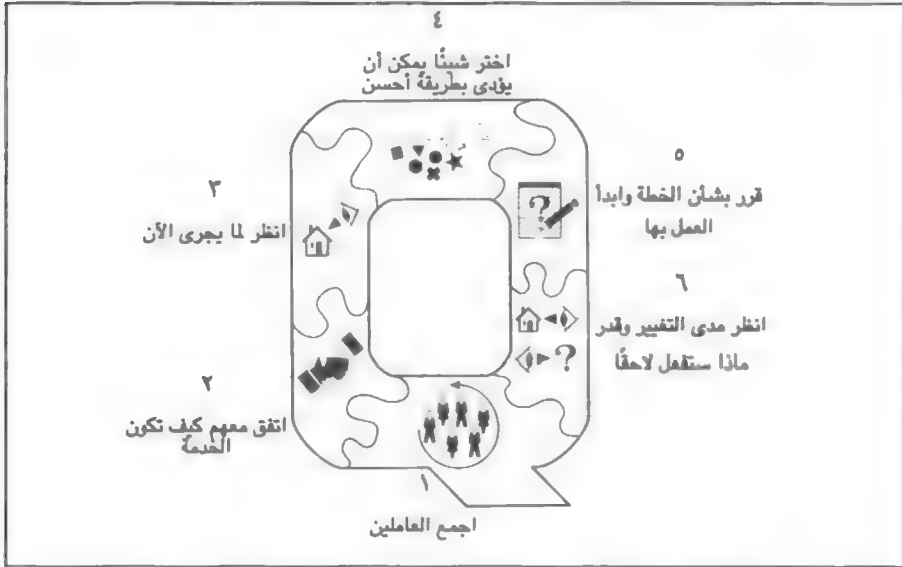 ٤
اختر شيئًا يمكن أن
يؤدى بطريقة أحسن
٥
قرر بشأن الخطة وابدأ
العمل بها
٣
انظر لما يجرى الآن
٦
انظر مدى التغيير وقدر
ماذا ستفعل لاحقًا
?
?
٢
اتفق معهم كيف تكون
الخدمة
١
اجمع العاملين